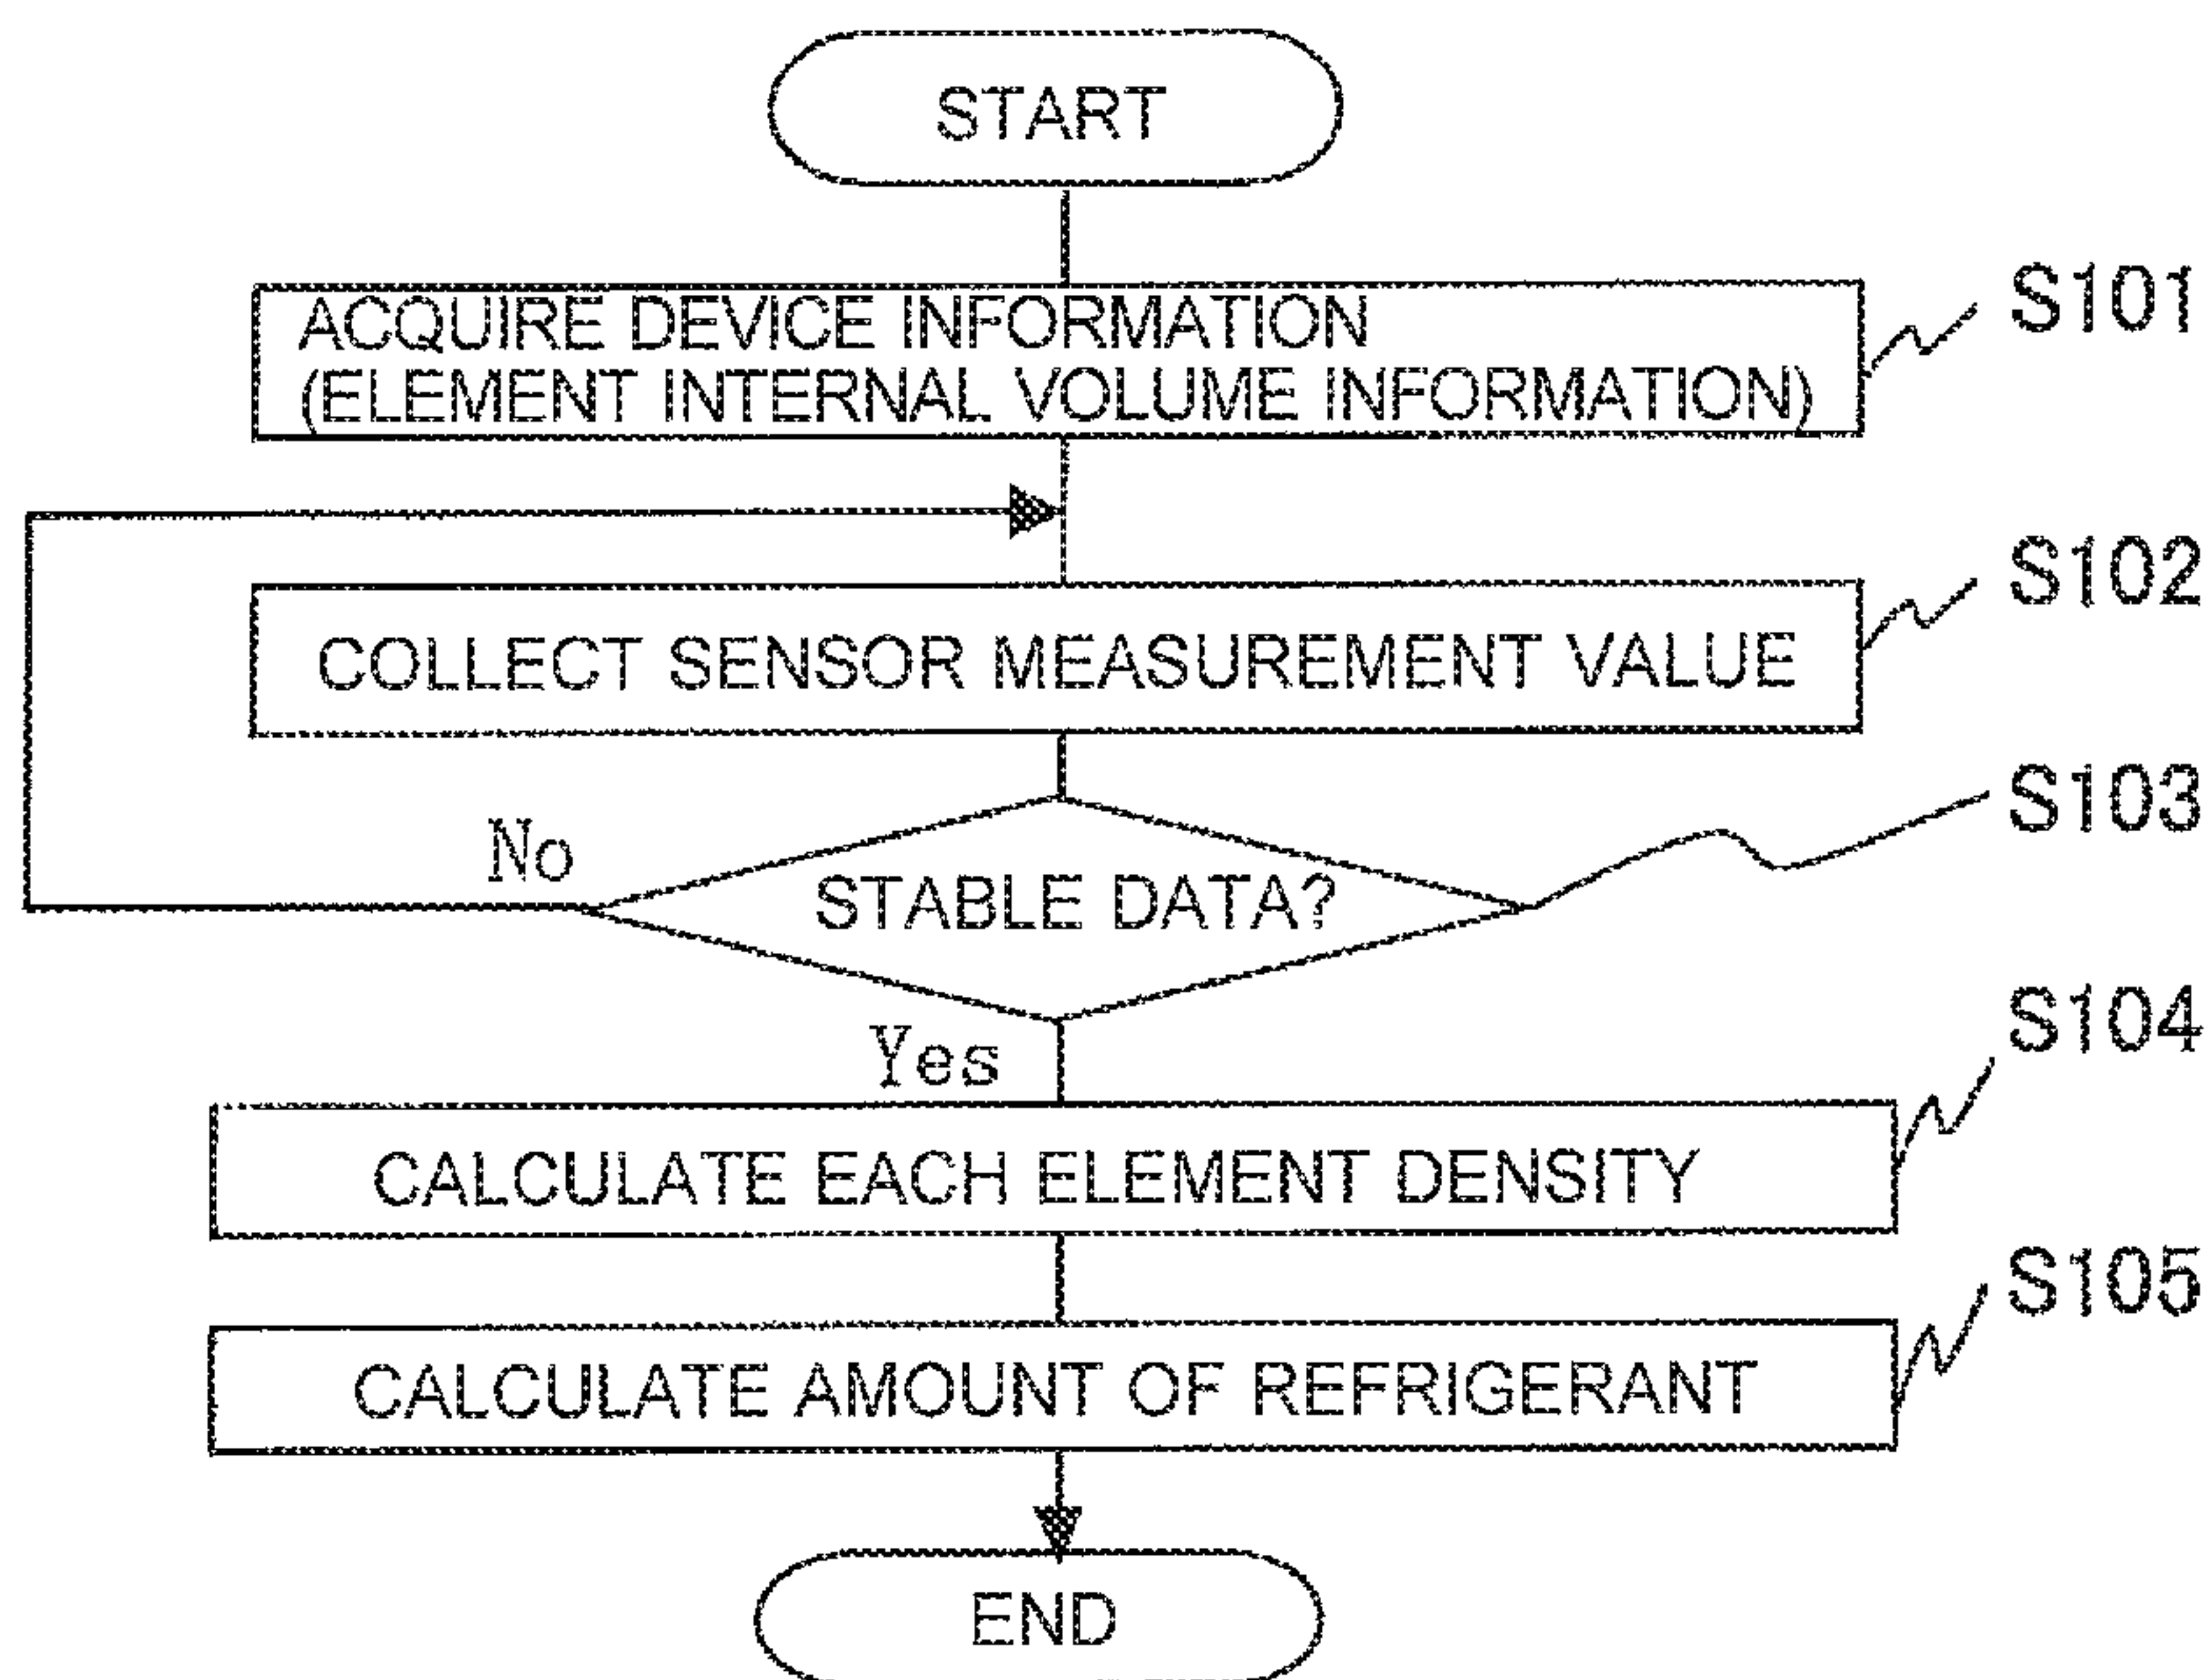 START
ACQUIRE DEVICE INFORMATION
(ELEMENT INTERNAL VOLUME INFORMATION)
S101
COLLECT SENSOR MEASUREMENT VALUE
S102
No
STABLE DATA?
S103
Yes
CALCULATE EACH ELEMENT DENSITY
S104
CALCULATE AMOUNT OF REFRIGERANT
S105
END